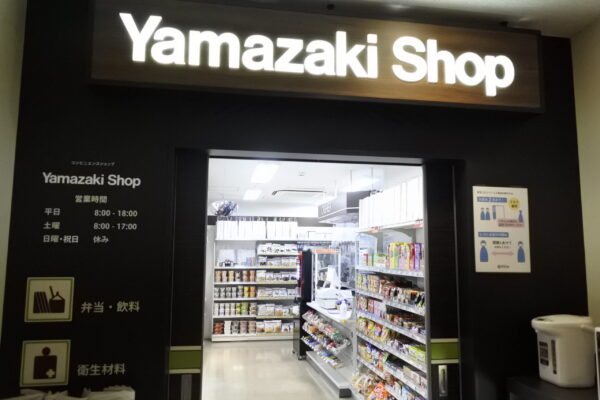 Yamazaki Shop
コンビニエンスショップ
Yamazaki Shop
営業時間
平日 8:00 - 18:00
土曜 8:00 - 17:00
日曜・祝日 休み
弁当・飲料
衛生材料